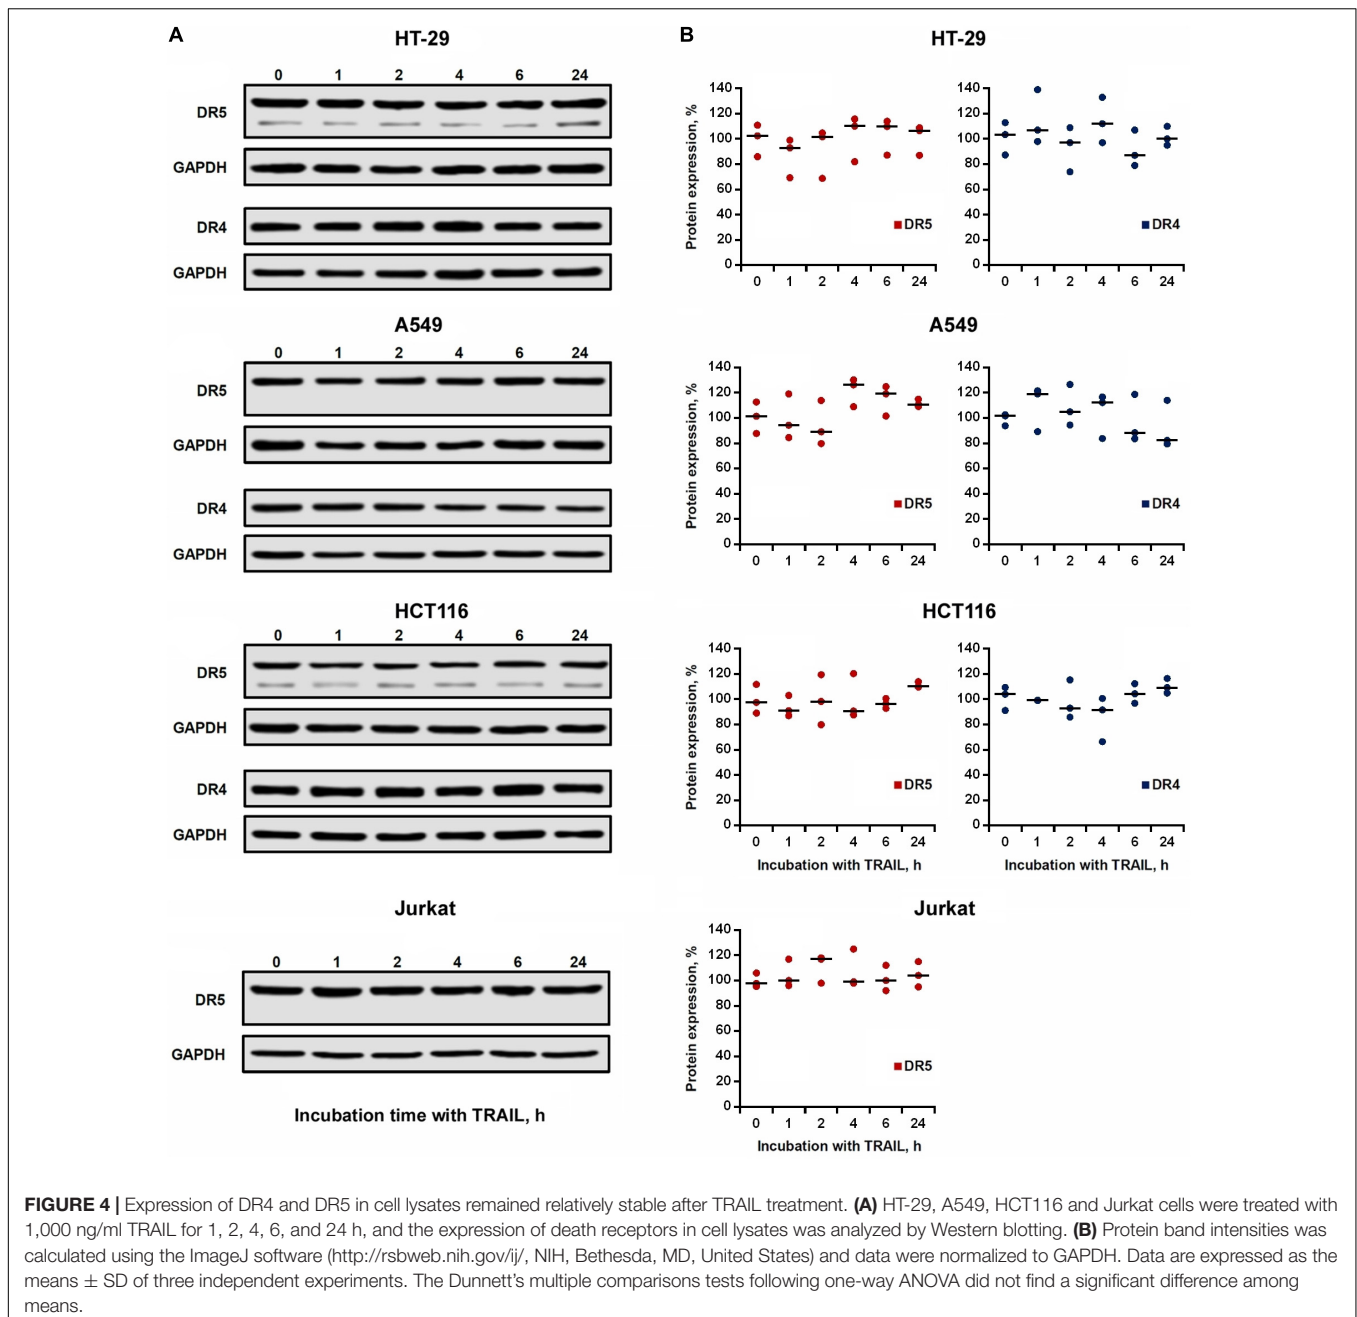 A
HT-29
0 1 2 4 6 24
DR5
GAPDH
DR4
GAPDH
A549
0 1 2 4 6 24
DR5
GAPDH
DR4
GAPDH
HCT116
0 1 2 4 6 24
DR5
GAPDH
DR4
GAPDH
Jurkat
0 1 2 4 6 24
DR5
GAPDH
Incubation time with TRAIL, h
B
HT-29
Protein expression, %
140
120
100
80
60
40
20
0
0 1 2 4 6 24
DR5
140
120
100
80
60
40
20
0
0 1 2 4 6 24
DR4
A549
Protein expression, %
140
120
100
80
60
40
20
0
0 1 2 4 6 24
DR5
140
120
100
80
60
40
20
0
0 1 2 4 6 24
DR4
HCT116
Protein expression, %
140
120
100
80
60
40
20
0
0 1 2 4 6 24
DR5
Incubation with TRAIL, h
140
120
100
80
60
40
20
0
0 1 2 4 6 24
DR4
Incubation with TRAIL, h
Jurkat
Protein expression, %
140
120
100
80
60
40
20
0
0 1 2 4 6 24
DR5
Incubation with TRAIL, h
FIGURE 4 | Expression of DR4 and DR5 in cell lysates remained relatively stable after TRAIL treatment. (A) HT-29, A549, HCT116 and Jurkat cells were treated with
1,000 ng/ml TRAIL for 1, 2, 4, 6, and 24 h, and the expression of death receptors in cell lysates was analyzed by Western blotting. (B) Protein band intensities was
calculated using the ImageJ software (http://rsbweb.nih.gov/ij/, NIH, Bethesda, MD, United States) and data were normalized to GAPDH. Data are expressed as the
means ± SD of three independent experiments. The Dunnett's multiple comparisons tests following one-way ANOVA did not find a significant difference among
means.